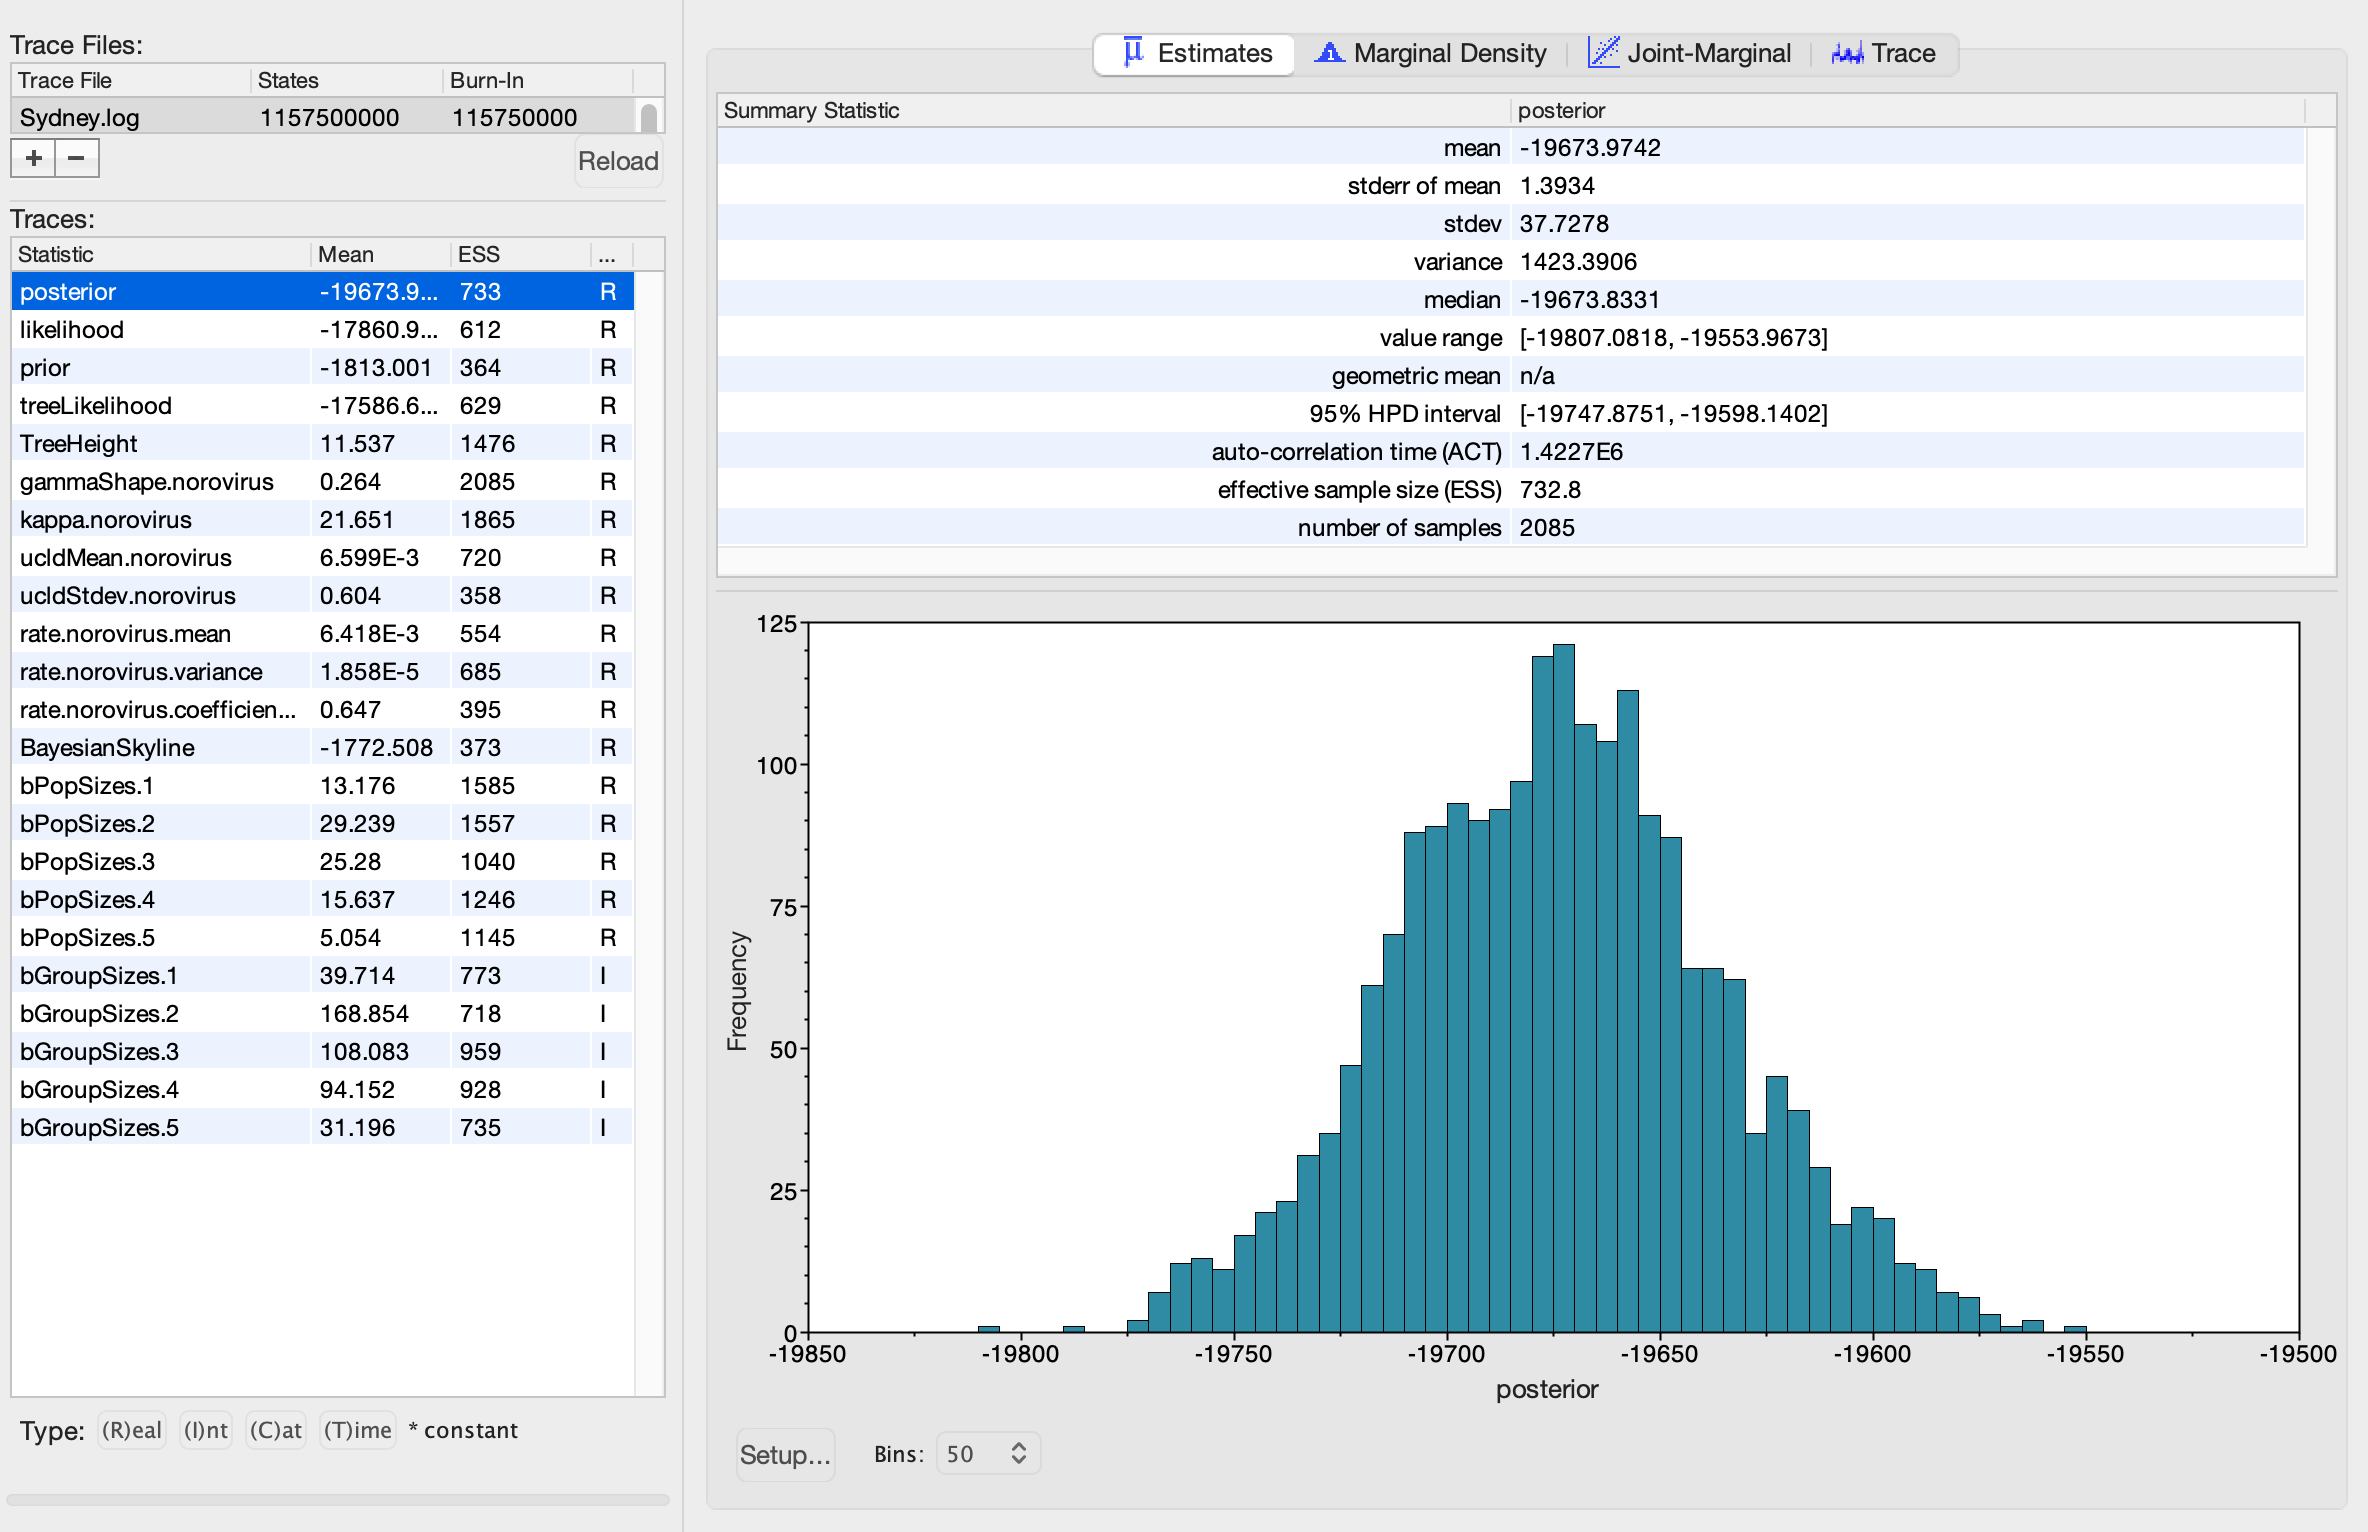 Trace Files:
Trace File States Burn-In
Sydney.log 1157500000 115750000
+ −
Reload
Traces:
Statistic Mean ESS ...
posterior -19673.9... 733 R
likelihood -17860.9... 612 R
prior -1813.001 364 R
treeLikelihood -17586.6... 629 R
TreeHeight 11.537 1476 R
gammaShape.norovirus 0.264 2085 R
kappa.norovirus 21.651 1865 R
ucldMean.norovirus 6.599E-3 720 R
ucldStdev.norovirus 0.604 358 R
rate.norovirus.mean 6.418E-3 554 R
rate.norovirus.variance 1.858E-5 685 R
rate.norovirus.coefficien... 0.647 395 R
BayesianSkyline -1772.508 373 R
bPopSizes.1 13.176 1585 R
bPopSizes.2 29.239 1557 R
bPopSizes.3 25.28 1040 R
bPopSizes.4 15.637 1246 R
bPopSizes.5 5.054 1145 R
bGroupSizes.1 39.714 773 I
bGroupSizes.2 168.854 718 I
bGroupSizes.3 108.083 959 I
bGroupSizes.4 94.152 928 I
bGroupSizes.5 31.196 735 I
Type: (R)eal (I)nt (C)at (T)ime * constant
μ Estimates Marginal Density Joint-Marginal Trace
Summary Statistic posterior
mean -19673.9742
stderr of mean 1.3934
stdev 37.7278
variance 1423.3906
median -19673.8331
value range [-19807.0818, -19553.9673]
geometric mean n/a
95% HPD interval [-19747.8751, -19598.1402]
auto-correlation time (ACT) 1.4227E6
effective sample size (ESS) 732.8
number of samples 2085
125
100
75
50
25
0
Frequency
-19850 -19800 -19750 -19700 -19650 -19600 -19550 -19500
posterior
Setup... Bins: 50